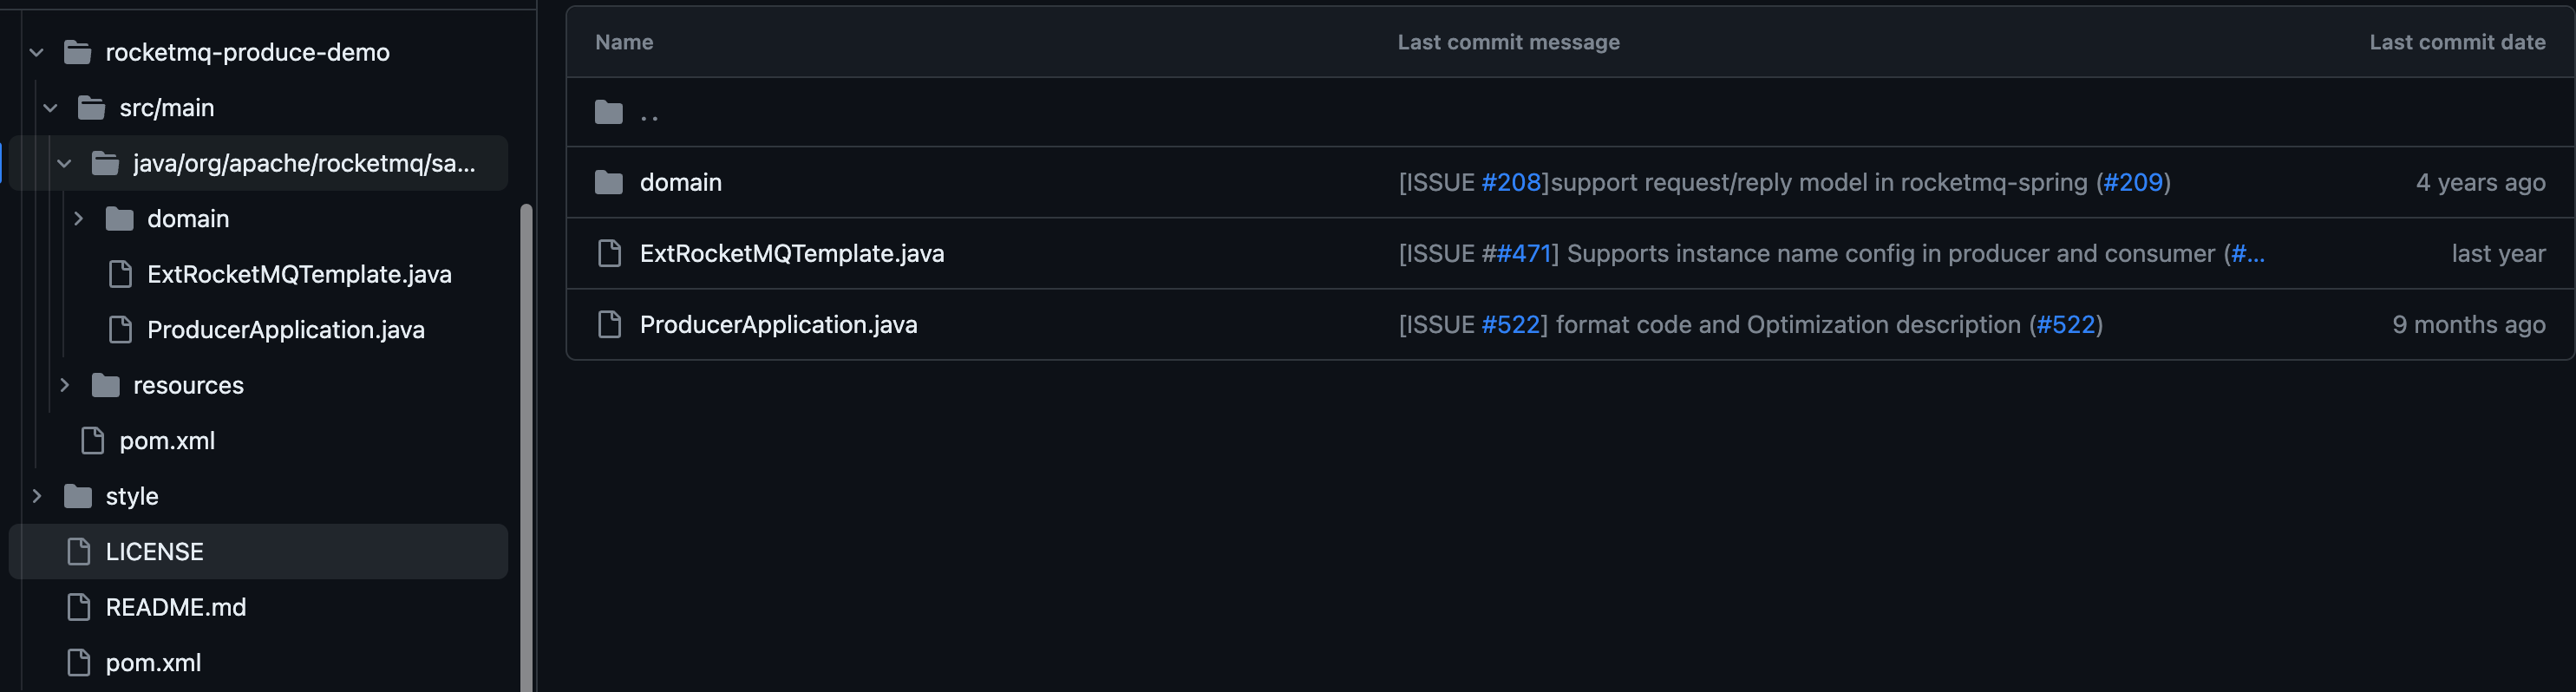 rocketmq-produce-demo
src/main
java/org/apache/rocketmq/sa...
domain
ExtRocketMQTemplate.java
ProducerApplication.java
resources
pom.xml
style
LICENSE
README.md
pom.xml
Name Last commit message Last commit date
..
domain [ISSUE #208]support request/reply model in rocketmq-spring (#209) 4 years ago
ExtRocketMQTemplate.java [ISSUE ##471] Supports instance name config in producer and consumer (#... last year
ProducerApplication.java [ISSUE #522] format code and Optimization description (#522) 9 months ago